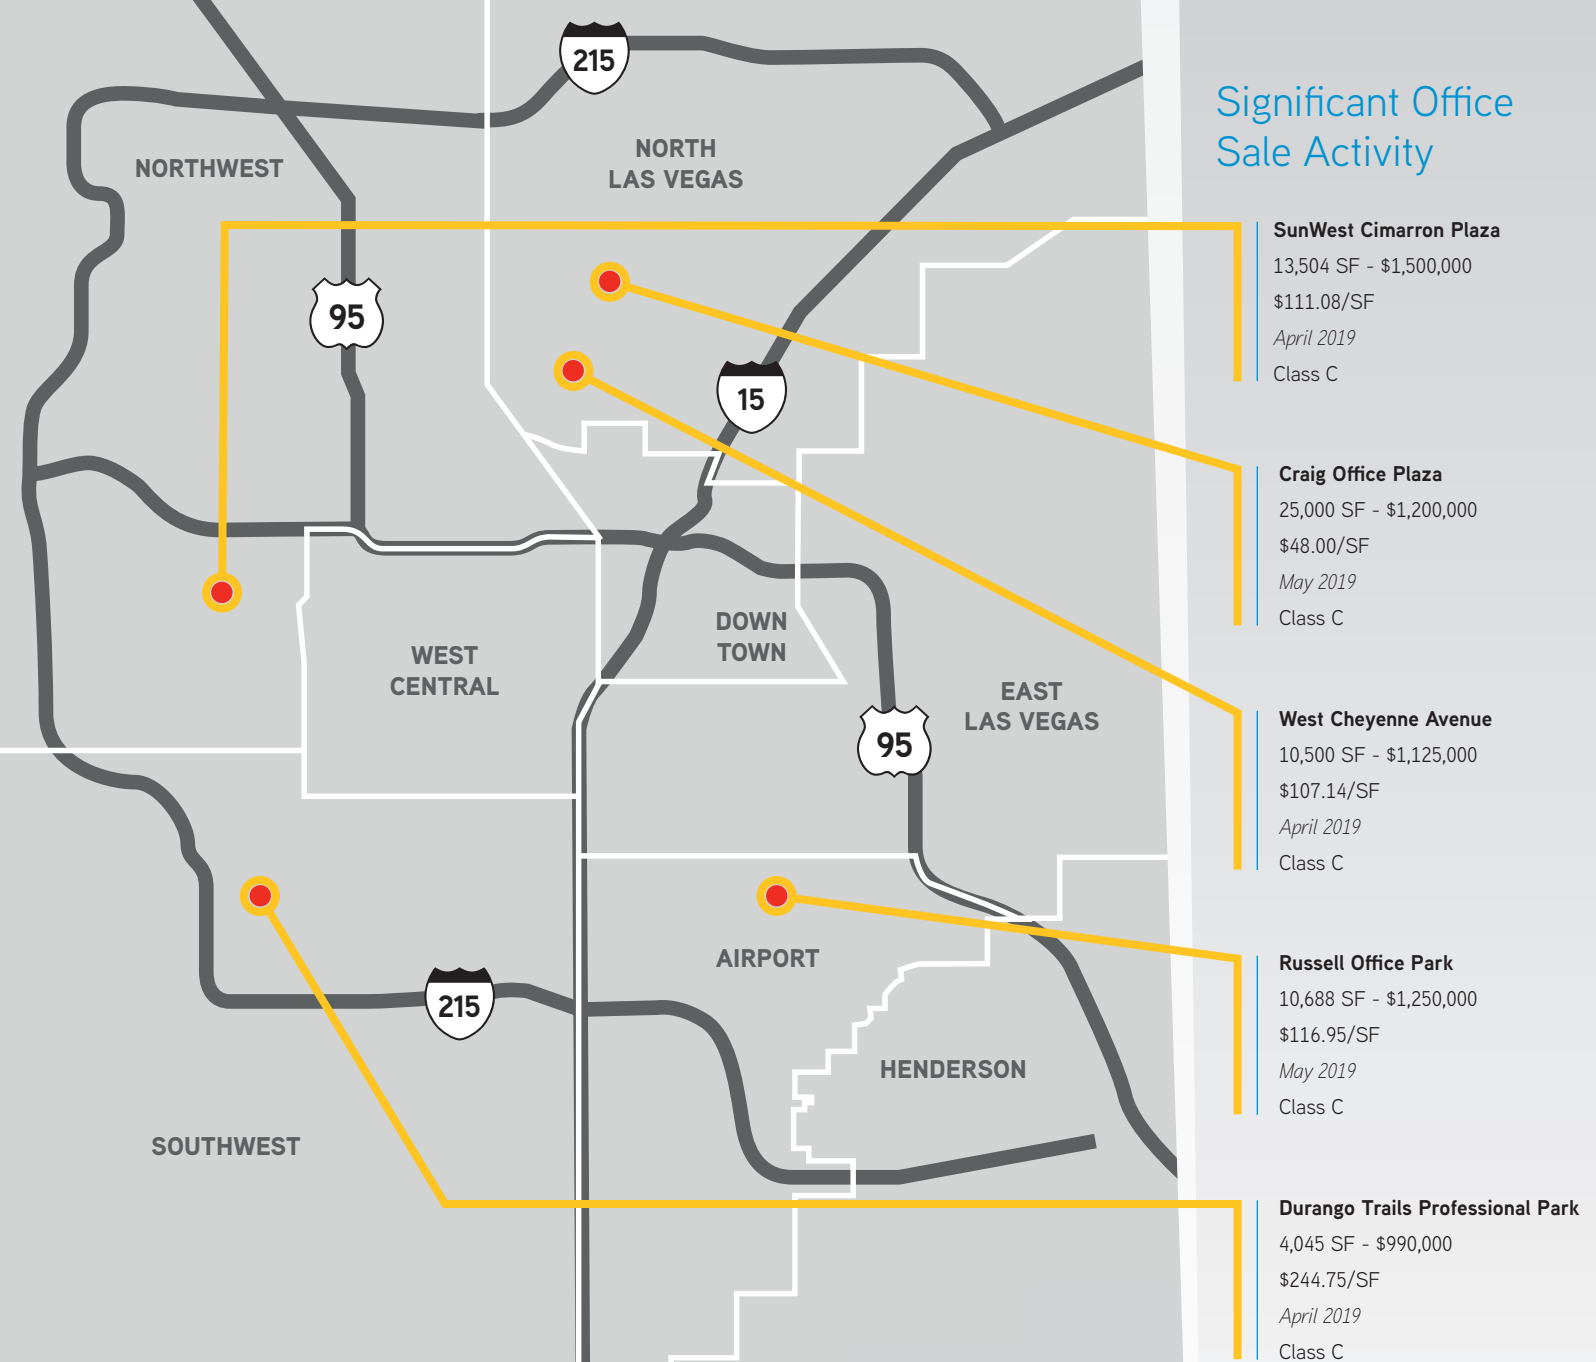 215
NORTHWEST
NORTH
LAS VEGAS
95
15
WEST
CENTRAL
DOWN
TOWN
EAST
LAS VEGAS
95
AIRPORT
215
HENDERSON
SOUTHWEST
Significant Office
Sale Activity
SunWest Cimarron Plaza
13,504 SF - $1,500,000
$111.08/SF
April 2019
Class C
Craig Office Plaza
25,000 SF - $1,200,000
$48.00/SF
May 2019
Class C
West Cheyenne Avenue
10,500 SF - $1,125,000
$107.14/SF
April 2019
Class C
Russell Office Park
10,688 SF - $1,250,000
$116.95/SF
May 2019
Class C
Durango Trails Professional Park
4,045 SF - $990,000
$244.75/SF
April 2019
Class C